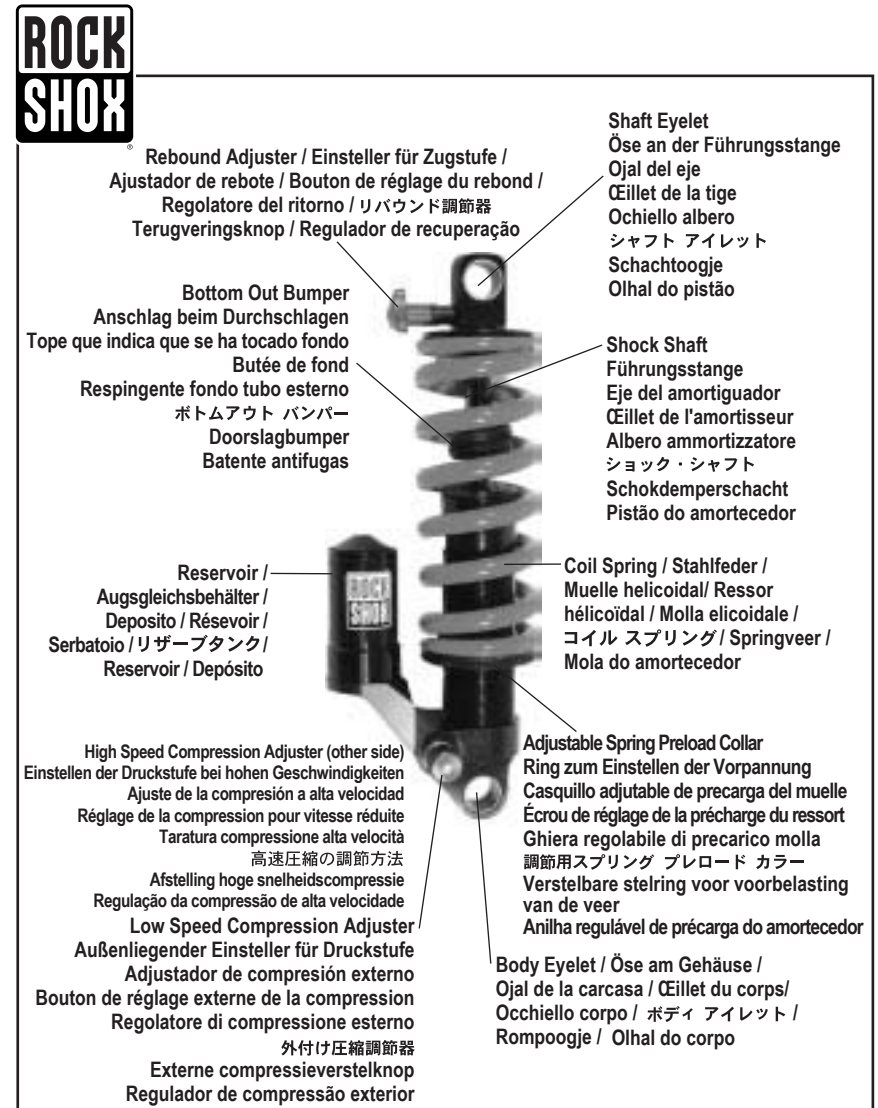 ROCK
SHOX
®
Rebound Adjuster / Einsteller für Zugstufe /
Ajustador de rebote / Bouton de réglage du rebond /
Regolatore del ritorno / リバウンド調節器
Terugveringsknop / Regulador de recuperação
Shaft Eyelet
Öse an der Führungsstange
Ojal del eje
Œillet de la tige
Ochiello albero
シャフト アイレット
Schachtoogje
Olhal do pistão
Bottom Out Bumper
Anschlag beim Durchschlagen
Tope que indica que se ha tocado fondo
Butée de fond
Respingente fondo tubo esterno
ボトムアウト バンパー
Doorslagbumper
Batente antifugas
Shock Shaft
Führungsstange
Eje del amortiguador
Œillet de l'amortisseur
Albero ammortizzatore
ショック・シャフト
Schokdemperschacht
Pistão do amortecedor
Reservoir /
Augsgleichsbehälter /
Deposito / Résevoir /
Serbatoio /リザーブタンク/
Reservoir / Depósito
ROCK
SHOX
Coil Spring / Stahlfeder /
Muelle helicoidal/ Ressor
hélicoïdal / Molla elicoidale /
コイル スプリング/ Springveer /
Mola do amortecedor
High Speed Compression Adjuster (other side)
Einstellen der Druckstufe bei hohen Geschwindigkeiten
Ajuste de la compresión a alta velocidad
Réglage de la compression pour vitesse réduite
Taratura compressione alta velocità
高速圧縮の調節方法
Afstelling hoge snelheidscompressie
Regulação da compressão de alta velocidade
Adjustable Spring Preload Collar
Ring zum Einstellen der Vorpannung
Casquillo adjutable de precarga del muelle
Écrou de réglage de la précharge du ressort
Ghiera regolabile di precarico molla
調節用スプリング プレロード カラー
Verstelbare stelring voor voorbelasting
van de veer
Anilha regulável de précarga do amortecedor
Low Speed Compression Adjuster
Außenliegender Einsteller für Druckstufe
Adjustador de compresión externo
Bouton de réglage externe de la compression
Regolatore di compressione esterno
外付け圧縮調節器
Externe compressieverstelknop
Regulador de compressão exterior
Body Eyelet / Öse am Gehäuse /
Ojal de la carcasa / Œillet du corps/
Occhiello corpo / ボディ アイレット /
Rompoogje / Olhal do corpo